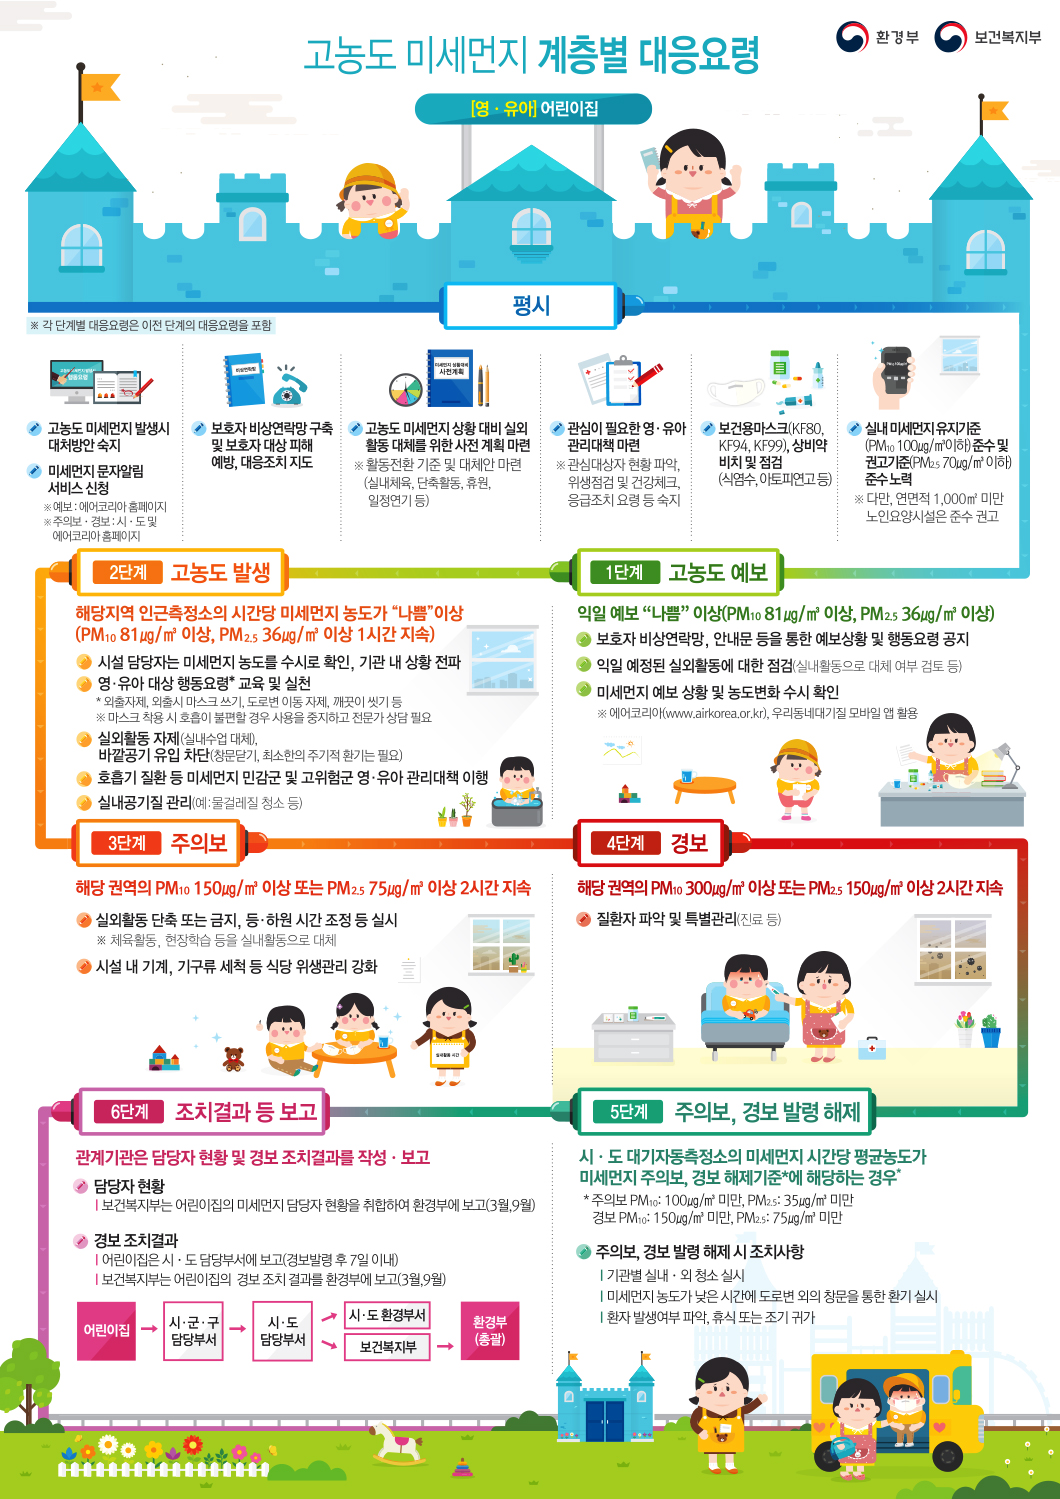 고농도 미세먼지 계층별 대응요령
환경부 보건복지부
[영·유아] 어린이집
평시
※ 각 단계별 대응요령은 이전 단계의 대응요령을 포함
행동요령
고농도 미세먼지 발생시
대처방안 숙지
미세먼지 문자알림
서비스 신청
※ 예보 : 에어코리아 홈페이지
※ 주의보·경보 : 시·도 및
에어코리아 홈페이지
비상연락망
보호자 비상연락망 구축
및 보호자 대상 피해
예방, 대응조치 지도
미세먼지 상황대비
사전계획
고농도 미세먼지 상황 대비 실외
활동 대체를 위한 사전 계획 마련
※ 활동전환 기준 및 대체안 마련
(실내체육, 단축활동, 휴원,
일정연기 등)
관심이 필요한 영·유아
관리대책 마련
※ 관심대상자 현황 파악,
위생점검 및 건강체크,
응급조치 요령 등 숙지
보건용마스크(KF80,
KF94, KF99), 상비약
비치 및 점검
(식염수, 아토피연고 등)
실내 미세먼지 유지기준
(PM10 100㎍/㎥이하) 준수 및
권고기준(PM2.5 70㎍/㎥ 이하)
준수 노력
※ 다만, 연면적 1,000㎡ 미만
노인요양시설은 준수 권고
2단계 고농도 발생
해당지역 인근측정소의 시간당 미세먼지 농도가 “나쁨”이상
(PM10 81㎍/㎥ 이상, PM2.5 36㎍/㎥ 이상 1시간 지속)
시설 담당자는 미세먼지 농도를 수시로 확인, 기관 내 상황 전파
영·유아 대상 행동요령* 교육 및 실천
* 외출자제, 외출시 마스크 쓰기, 도로변 이동 자제, 깨끗이 씻기 등
※ 마스크 착용 시 호흡이 불편할 경우 사용을 중지하고 전문가 상담 필요
실외활동 자제(실내수업 대체),
바깥공기 유입 차단(창문닫기, 최소한의 주기적 환기는 필요)
호흡기 질환 등 미세먼지 민감군 및 고위험군 영·유아 관리대책 이행
실내공기질 관리(예:물걸레질 청소 등)
1단계 고농도 예보
익일 예보 “나쁨” 이상(PM10 81㎍/㎥ 이상, PM2.5 36㎍/㎥ 이상)
보호자 비상연락망, 안내문 등을 통한 예보상황 및 행동요령 공지
익일 예정된 실외활동에 대한 점검(실내활동으로 대체 여부 검토 등)
미세먼지 예보 상황 및 농도변화 수시 확인
※ 에어코리아(www.airkorea.or.kr), 우리동네대기질 모바일 앱 활용
3단계 주의보
해당 권역의 PM10 150㎍/㎥ 이상 또는 PM2.5 75㎍/㎥ 이상 2시간 지속
실외활동 단축 또는 금지, 등·하원 시간 조정 등 실시
※ 체육활동, 현장학습 등을 실내활동으로 대체
시설 내 기계, 기구류 세척 등 식당 위생관리 강화
실내활동 시간
4단계 경보
해당 권역의 PM10 300㎍/㎥ 이상 또는 PM2.5 150㎍/㎥ 이상 2시간 지속
질환자 파악 및 특별관리(진료 등)
6단계 조치결과 등 보고
관계기관은 담당자 현황 및 경보 조치결과를 작성·보고
담당자 현황
보건복지부는 어린이집의 미세먼지 담당자 현황을 취합하여 환경부에 보고(3월,9월)
경보 조치결과
어린이집은 시·도 담당부서에 보고(경보발령 후 7일 이내)
보건복지부는 어린이집의 경보 조치 결과를 환경부에 보고(3월,9월)
어린이집
시·군·구
담당부서
시·도
담당부서
시·도 환경부서
보건복지부
환경부
(총괄)
5단계 주의보, 경보 발령 해제
시·도 대기자동측정소의 미세먼지 시간당 평균농도가
미세먼지 주의보, 경보 해제기준*에 해당하는 경우*
* 주의보 PM10: 100㎍/㎥ 미만, PM2.5: 35㎍/㎥ 미만
경보 PM10: 150㎍/㎥ 미만, PM2.5: 75㎍/㎥ 미만
주의보, 경보 발령 해제 시 조치사항
기관별 실내·외 청소 실시
미세먼지 농도가 낮은 시간에 도로변 외의 창문을 통한 환기 실시
환자 발생여부 파악, 휴식 또는 조기 귀가